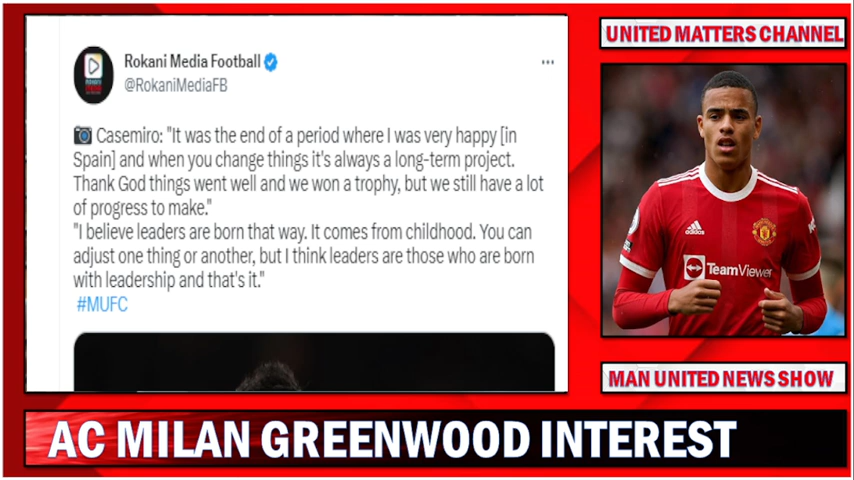 UNITED MATTERS CHANNEL
Rokani Media Football
@RokaniMediaFB
Casemiro: "It was the end of a period where I was very happy [in
Spain] and when you change things it's always a long-term project.
Thank God things went well and we won a trophy, but we still have a lot
of progress to make."
"I believe leaders are born that way. It comes from childhood. You can
adjust one thing or another, but I think leaders are those who are born
with leadership and that's it."
#MUFC
adidas
TeamViewer
MAN UNITED NEWS SHOW
AC MILAN GREENWOOD INTEREST